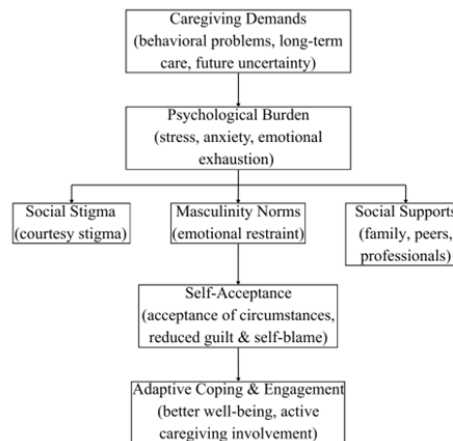 Caregiving Demands
(behavioral problems, long-term
care, future uncertainty)
Psychological Burden
(stress, anxiety, emotional
exhaustion)
Social Stigma
(courtesy stigma)
Masculinity Norms
(emotional restraint)
Social Supports
(family, peers,
professionals)
Self-Acceptance
(acceptance of circumstances,
reduced guilt & self-blame)
Adaptive Coping & Engagement
(better well-being, active
caregiving involvement)